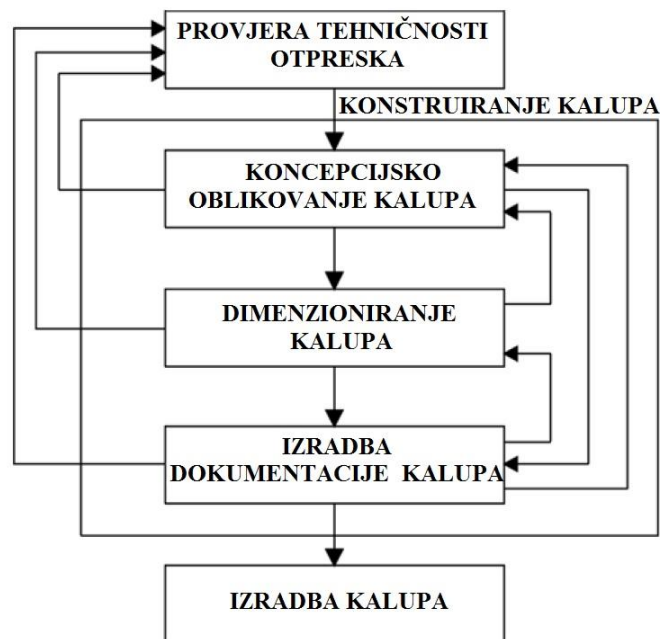 PROVJERA TEHNIČNOSTI
OTPRESKA
KONSTRUIRANJE KALUPA
KONCEPCIJSKO
OBLIKOVANJE KALUPA
DIMENZIONIRANJE
KALUPA
IZRADBA
DOKUMENTACIJE KALUPA
IZRADBA KALUPA